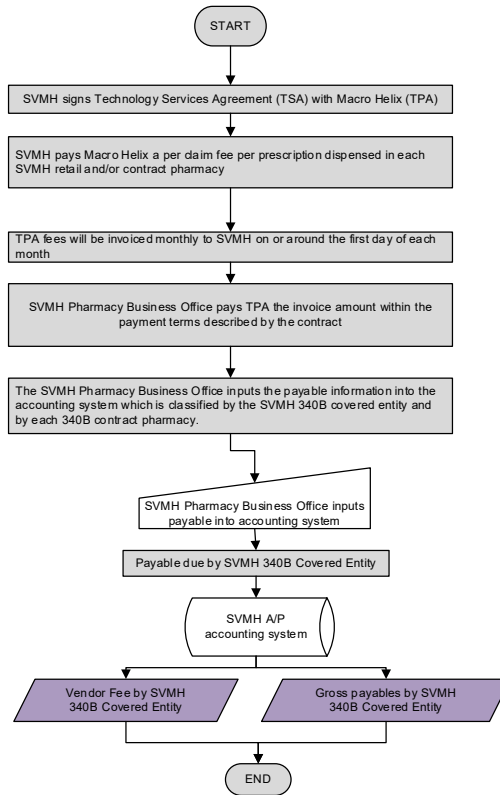 START
SVMH signs Technology Services Agreement (TSA) with Macro Helix (TPA)
SVMH pays Macro Helix a per claim fee per prescription dispensed in each
SVMH retail and/or contract pharmacy
TPA fees will be invoiced monthly to SVMH on or around the first day of each
month
SVMH Pharmacy Business Office pays TPA the invoice amount within the
payment terms described by the contract
The SVMH Pharmacy Business Office inputs the payable information into the
accounting system which is classified by the SVMH 340B covered entity and
by each 340B contract pharmacy.
SVMH Pharmacy Business Office inputs
payable into accounting system
Payable due by SVMH 340B Covered Entity
SVMH A/P
accounting system
Vendor Fee by SVMH
340B Covered Entity
Gross payables by SVMH
340B Covered Entity
END